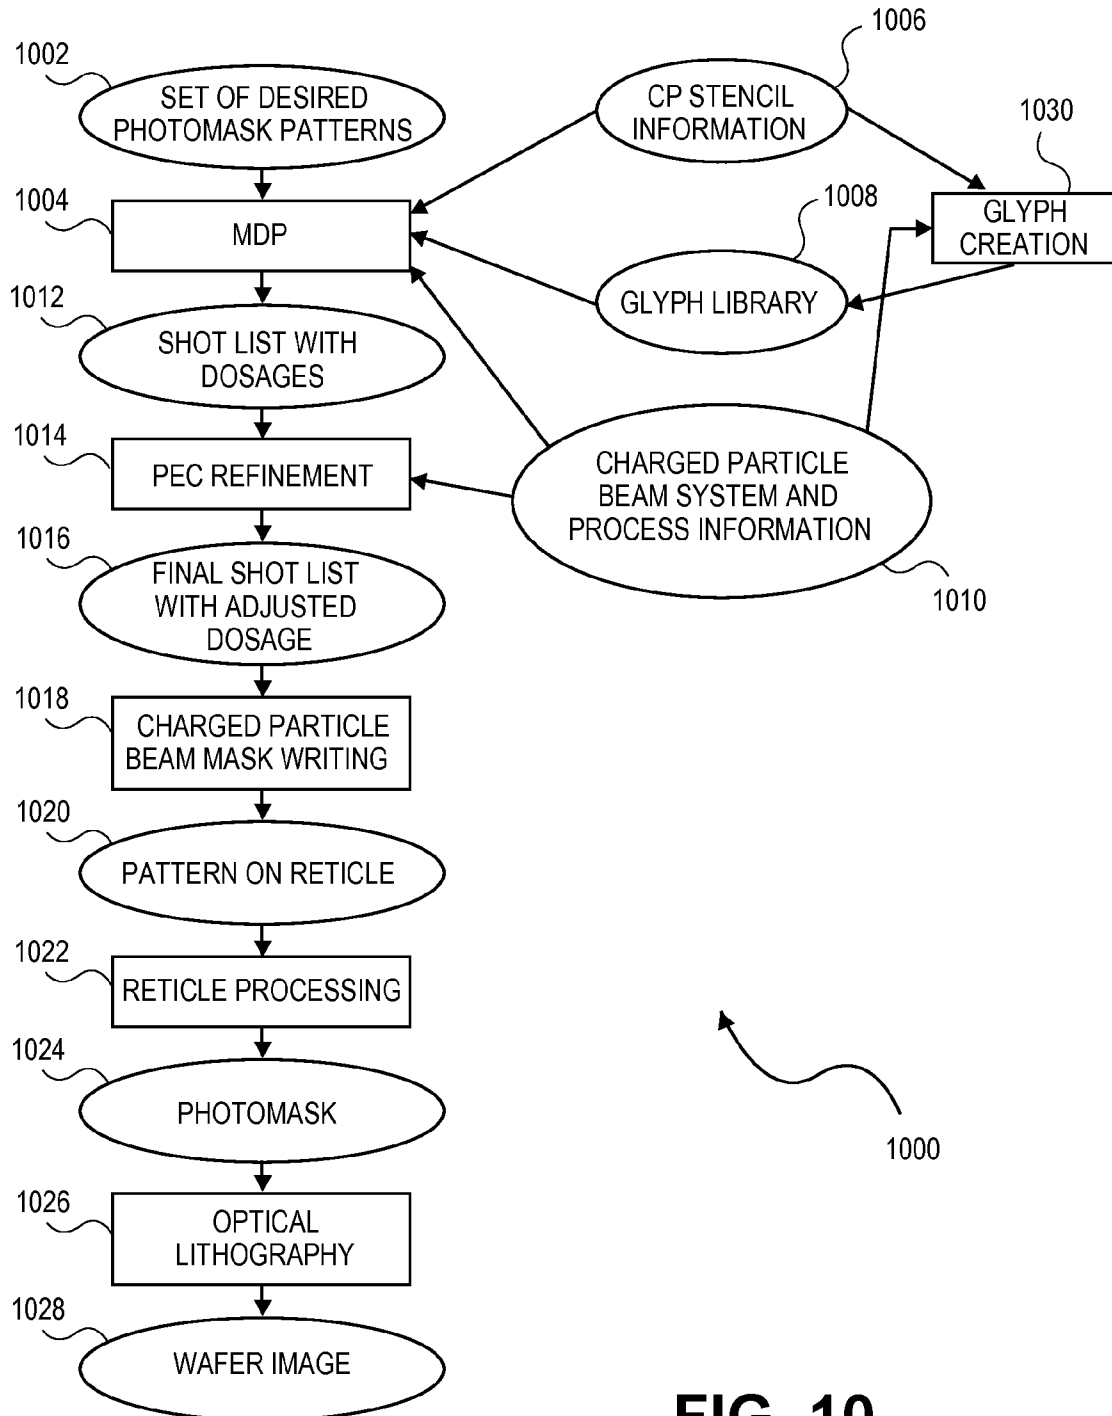 1002
SET OF DESIRED
PHOTOMASK PATTERNS
1006
CP STENCIL
INFORMATION
1030
GLYPH
CREATION
1004
MDP
1008
GLYPH LIBRARY
1012
SHOT LIST WITH
DOSAGES
1014
PEC REFINEMENT
CHARGED PARTICLE
BEAM SYSTEM AND
PROCESS INFORMATION
1010
1016
FINAL SHOT LIST
WITH ADJUSTED
DOSAGE
1018
CHARGED PARTICLE
BEAM MASK WRITING
1020
PATTERN ON RETICLE
1022
RETICLE PROCESSING
1024
PHOTOMASK
1000
1026
OPTICAL
LITHOGRAPHY
1028
WAFER IMAGE
FIG. 10